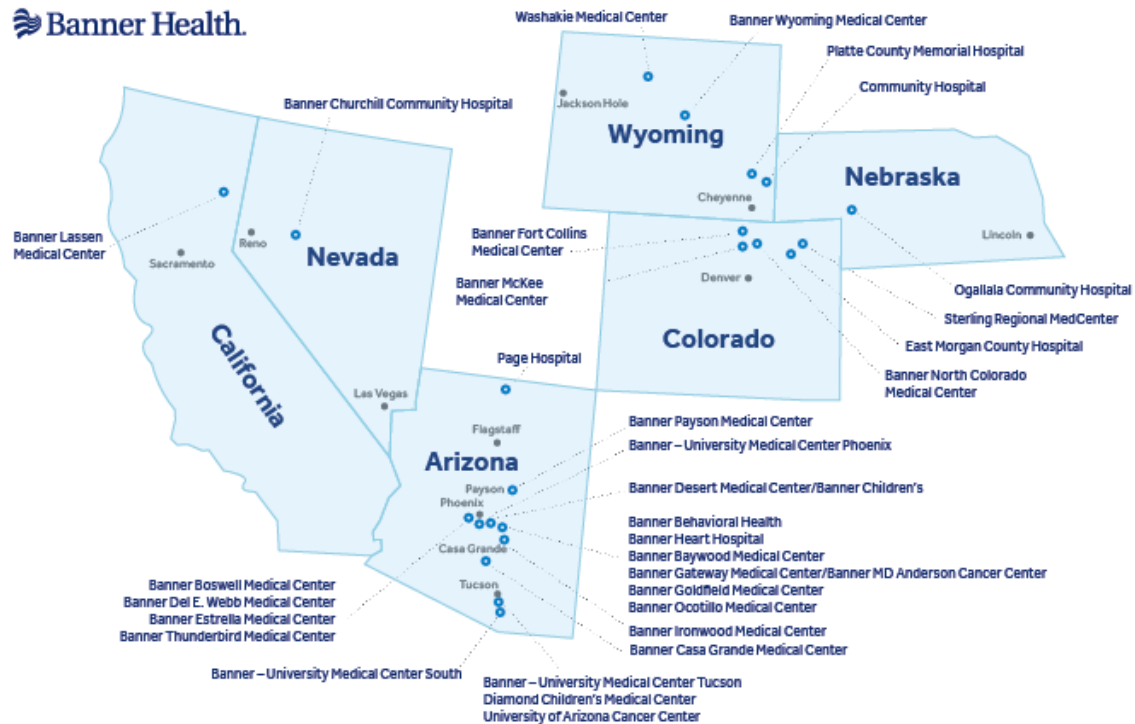 Banner Health.
Washakie Medical Center
Banner Wyoming Medical Center
Platte County Memorial Hospital
Community Hospital
Banner Churchill Community Hospital
Jackson Hole
Wyoming
Nebraska
Cheyenne
Lincoln
Banner Lassen
Medical Center
Reno
Sacramento
Nevada
California
Las Vegas
Banner Fort Collins
Medical Center
Banner McKee
Medical Center
Denver
Colorado
Ogallala Community Hospital
Sterling Regional MedCenter
East Morgan County Hospital
Banner North Colorado
Medical Center
Page Hospital
Flagstaff
Arizona
Payson
Phoenix
Casa Grande
Tucson
Banner Payson Medical Center
Banner – University Medical Center Phoenix
Banner Desert Medical Center/Banner Children's
Banner Behavioral Health
Banner Heart Hospital
Banner Baywood Medical Center
Banner Gateway Medical Center/Banner MD Anderson Cancer Center
Banner Goldfield Medical Center
Banner Ocotillo Medical Center
Banner Ironwood Medical Center
Banner Casa Grande Medical Center
Banner Boswell Medical Center
Banner Del E. Webb Medical Center
Banner Estrella Medical Center
Banner Thunderbird Medical Center
Banner – University Medical Center South
Banner – University Medical Center Tucson
Diamond Children's Medical Center
University of Arizona Cancer Center